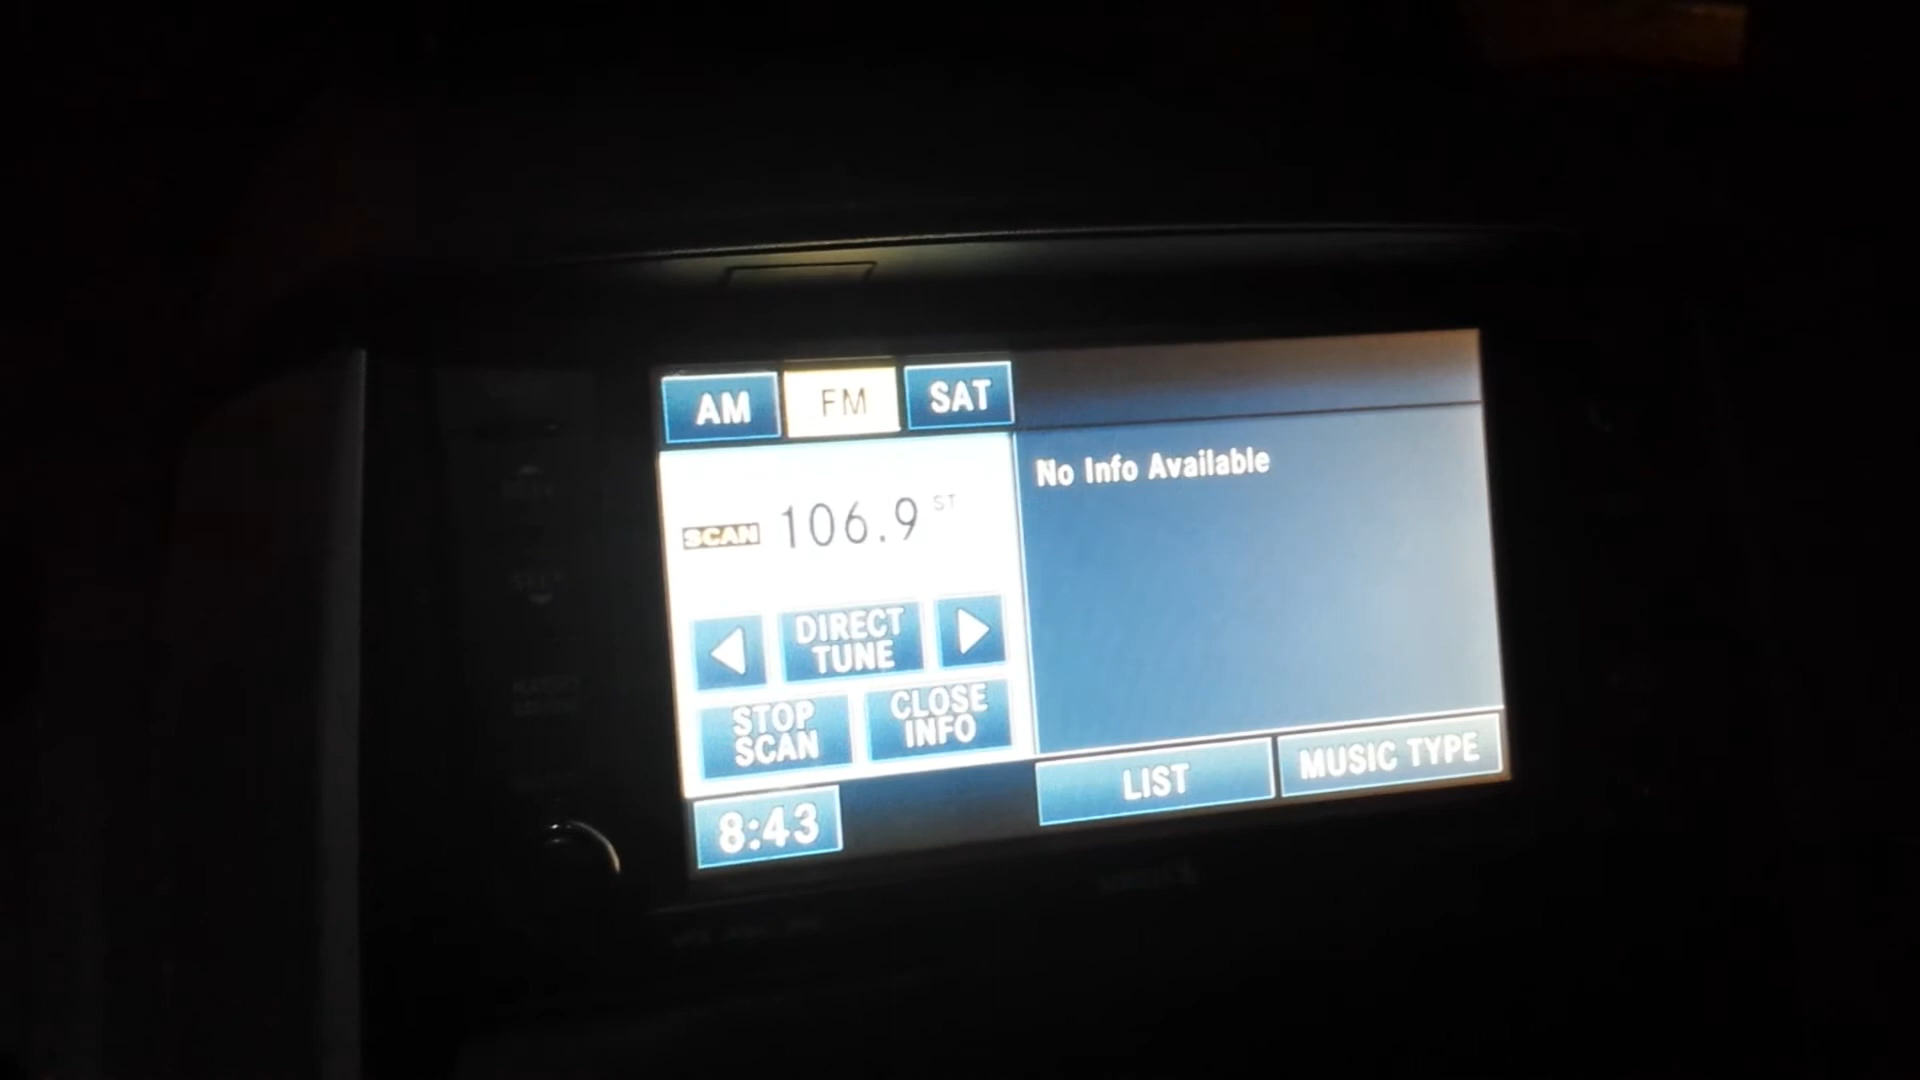 AM FM SAT
No Info Available
SCAN 106.9 ST
DIRECT
TUNE
STOP
SCAN
CLOSE
INFO
LIST
MUSIC TYPE
8:43